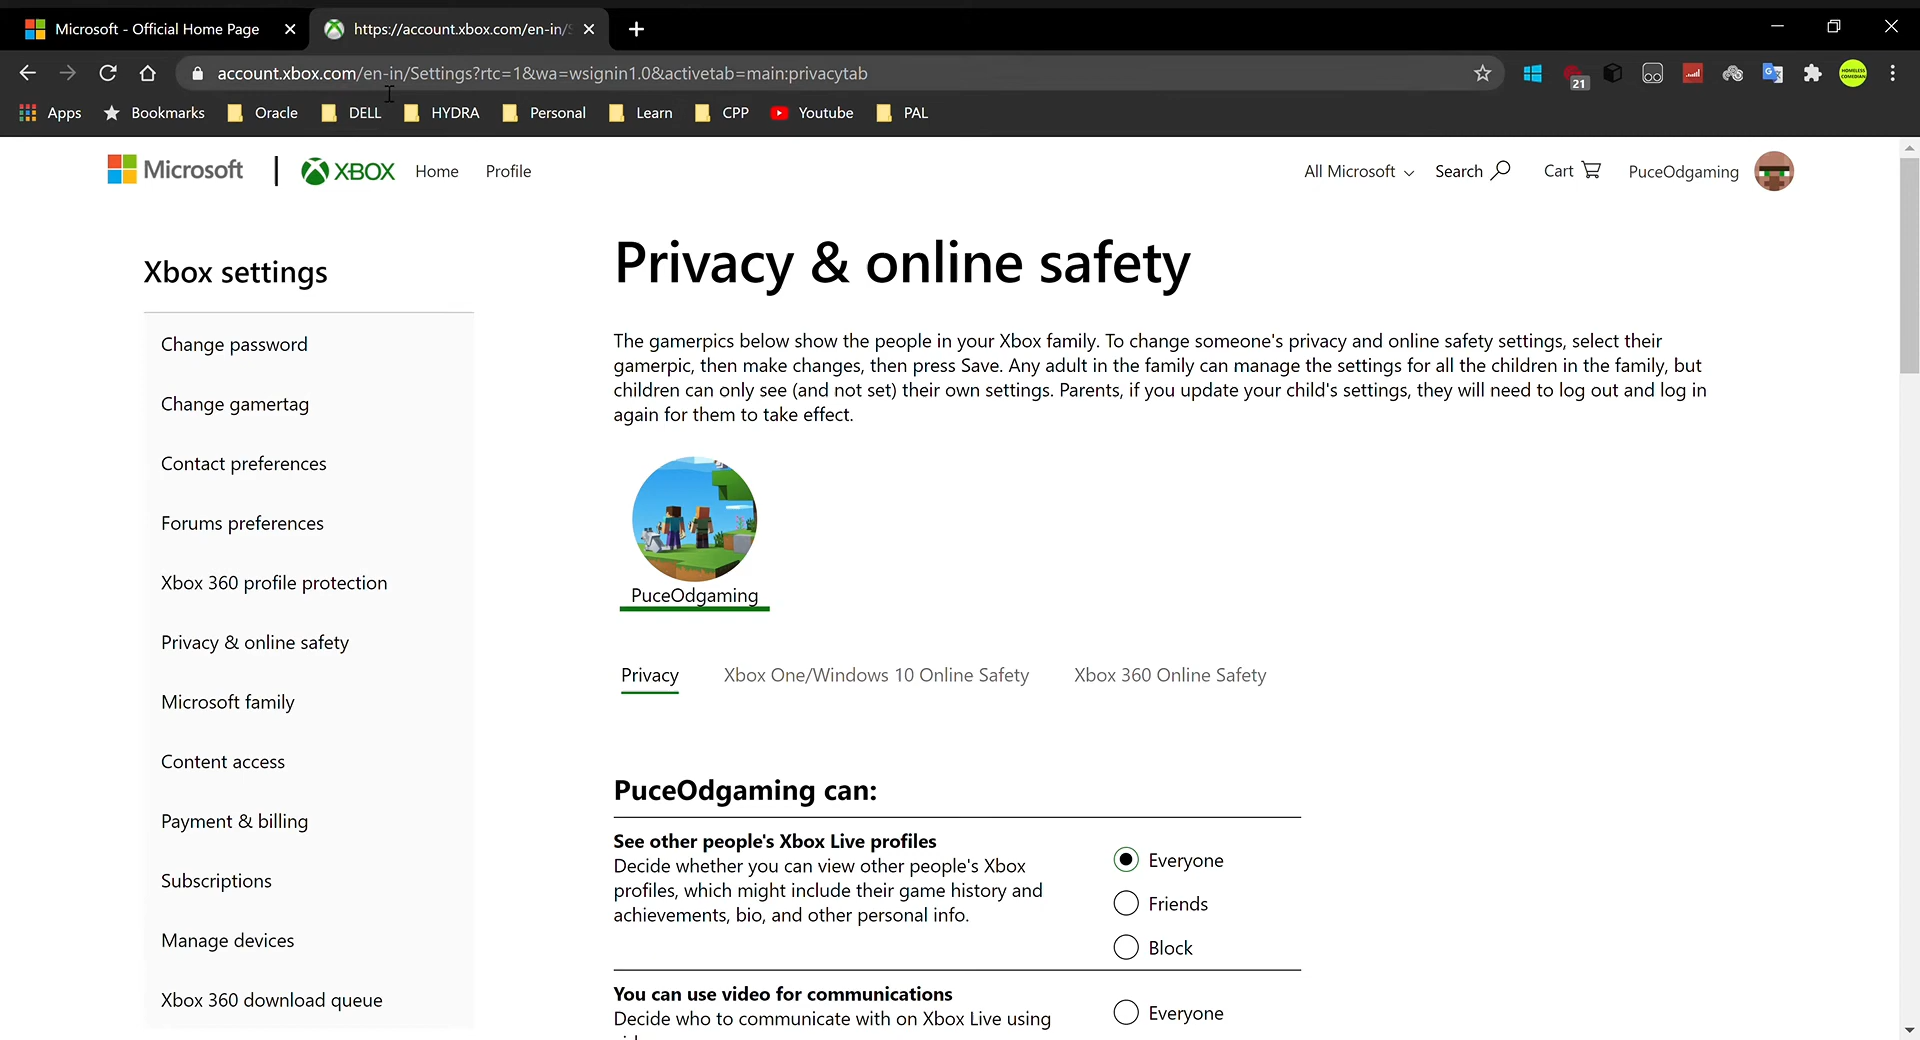 Microsoft - Official Home Page
https://account.xbox.com/en-in/S
account.xbox.com/en-in/Settings?rtc=1&wa=wsignin1.0&activetab=main:privacytab
21
HOMELESS
COMEDIAN
Apps Bookmarks Oracle DELL HYDRA Personal Learn CPP Youtube PAL
Microsoft XBOX Home Profile All Microsoft Search Cart PuceOdgaming
Xbox settings
Change password
Change gamertag
Contact preferences
Forums preferences
Xbox 360 profile protection
Privacy & online safety
Microsoft family
Content access
Payment & billing
Subscriptions
Manage devices
Xbox 360 download queue
Privacy & online safety
The gamerpics below show the people in your Xbox family. To change someone's privacy and online safety settings, select their
gamerpic, then make changes, then press Save. Any adult in the family can manage the settings for all the children in the family, but
children can only see (and not set) their own settings. Parents, if you update your child's settings, they will need to log out and log in
again for them to take effect.
PuceOdgaming
Privacy Xbox One/Windows 10 Online Safety Xbox 360 Online Safety
PuceOdgaming can:
See other people's Xbox Live profiles
Decide whether you can view other people's Xbox
profiles, which might include their game history and
achievements, bio, and other personal info.
Everyone
Friends
Block
You can use video for communications
Decide who to communicate with on Xbox Live using
Everyone